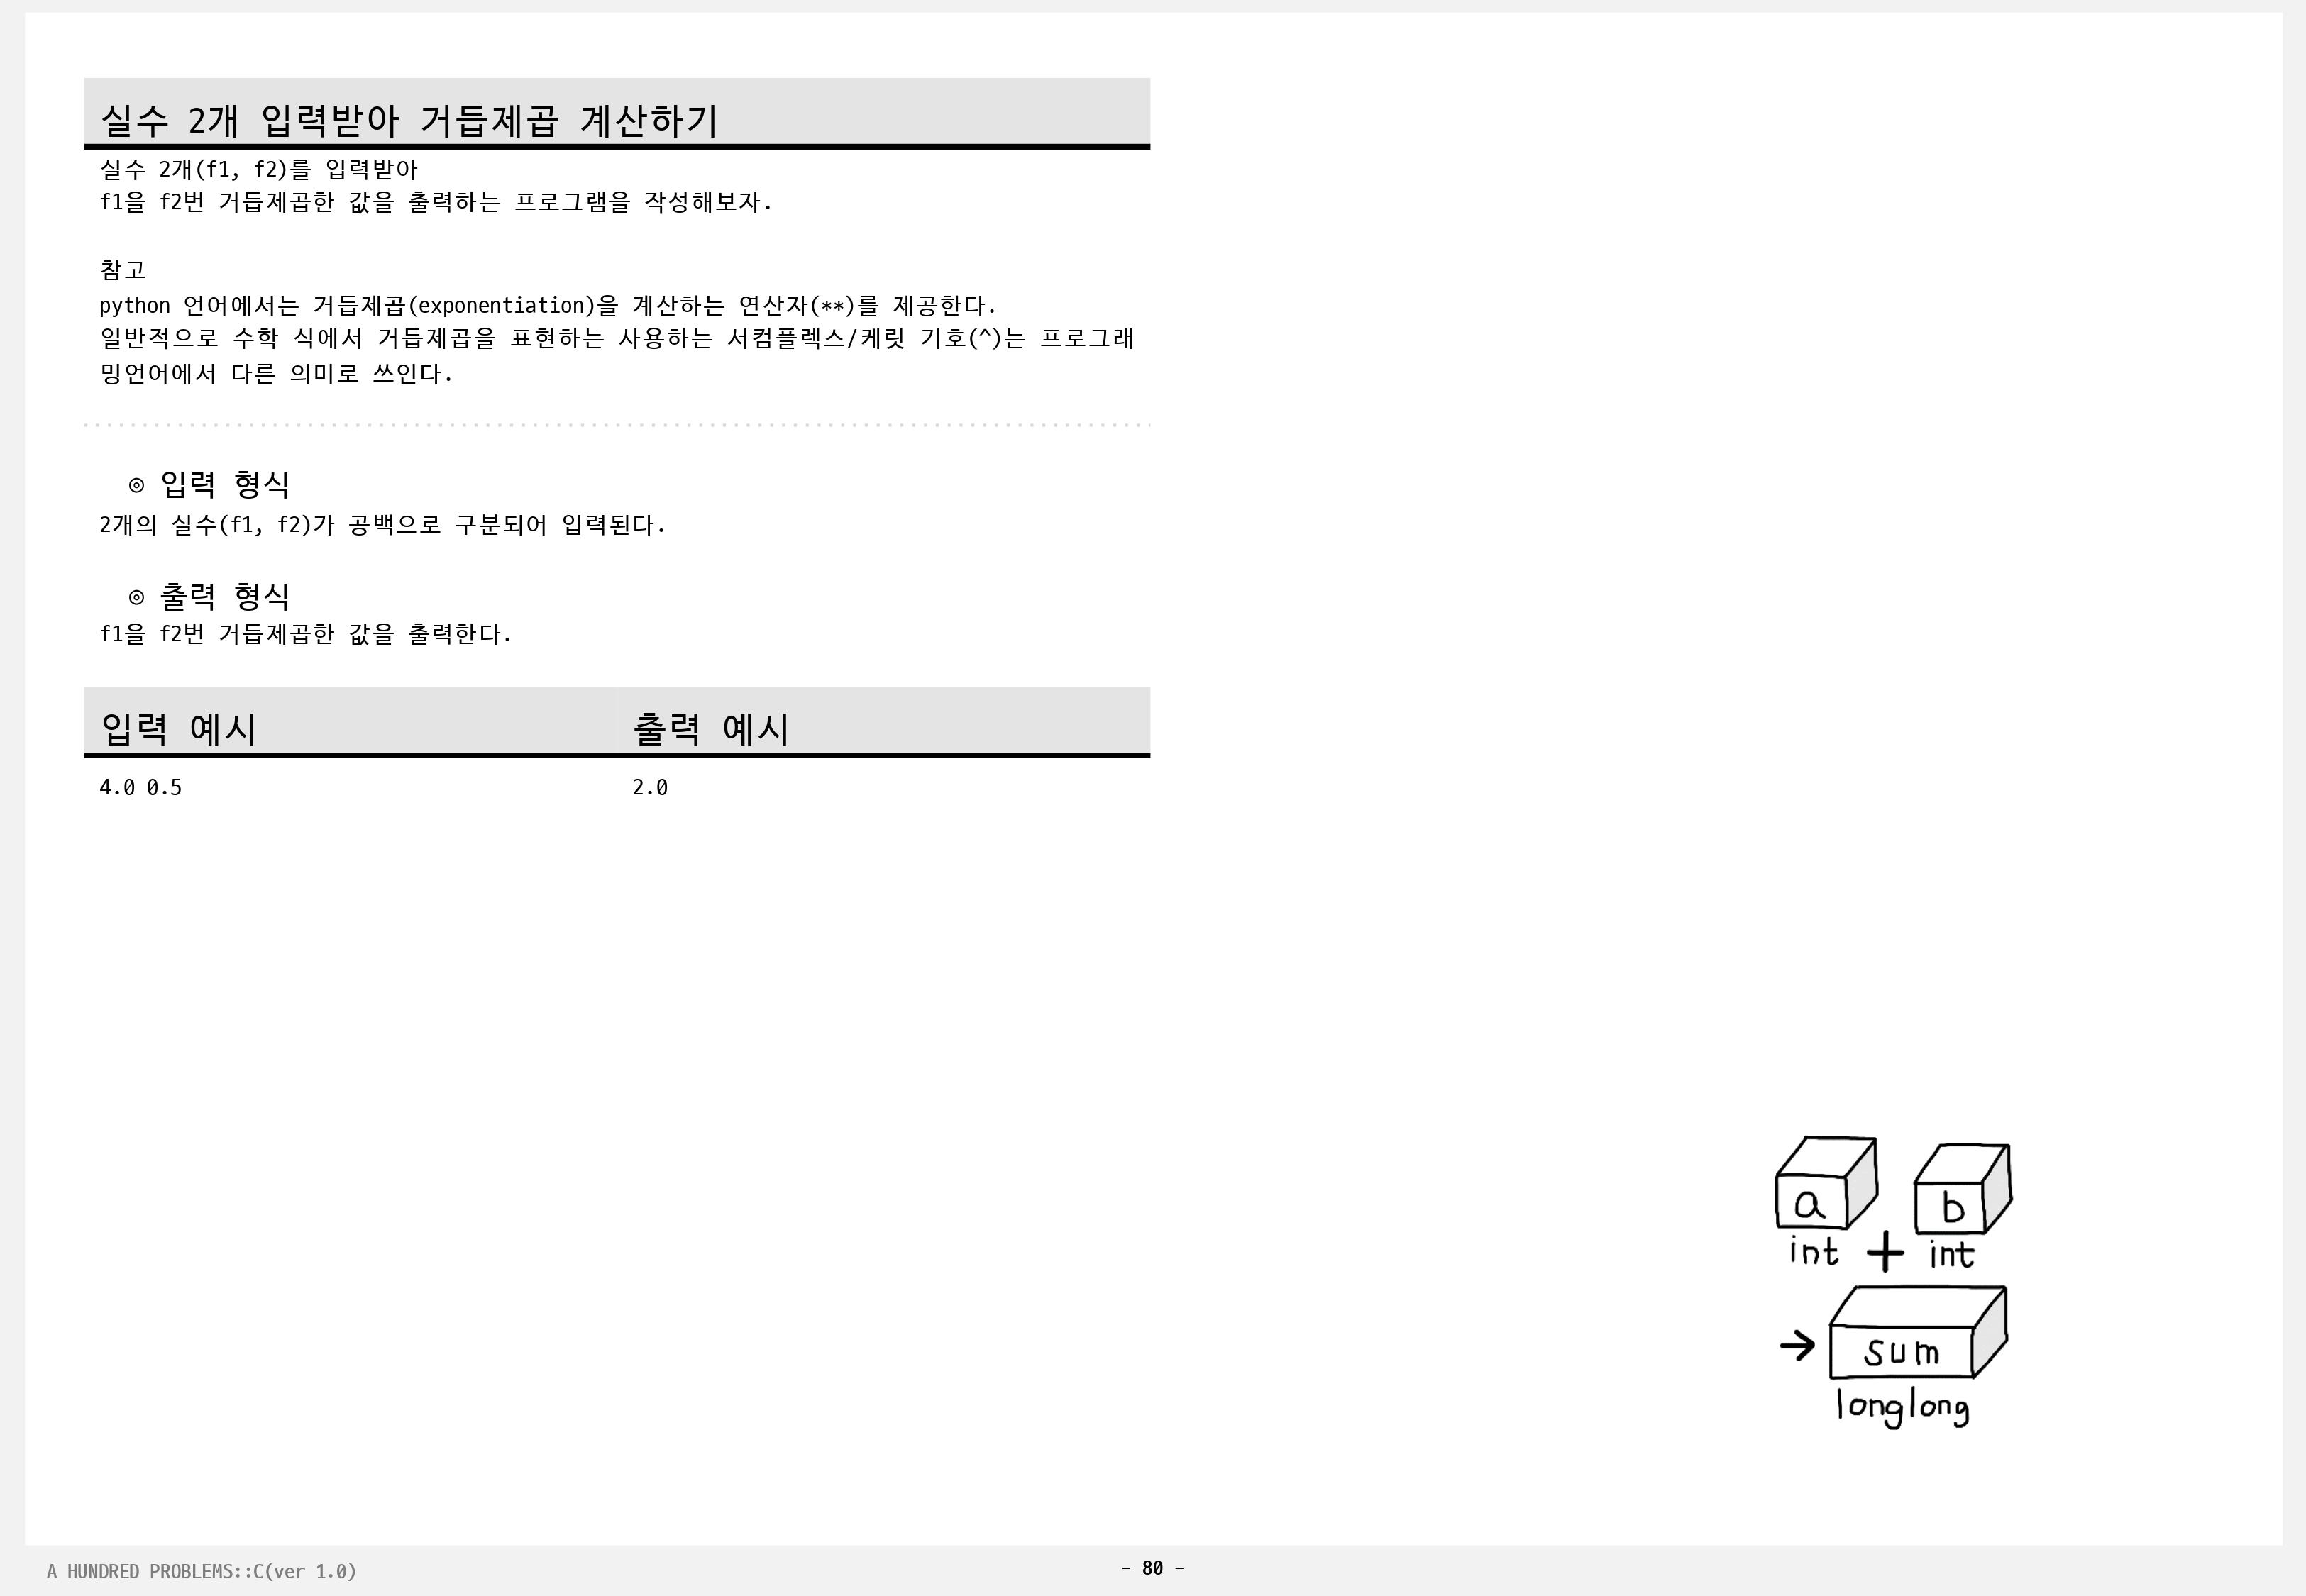 실수 2개 입력받아 거듭제곱 계산하기
실수 2개(f1, f2)를 입력받아
f1을 f2번 거듭제곱한 값을 출력하는 프로그램을 작성해보자.
참고
python 언어에서는 거듭제곱(exponentiation)을 계산하는 연산자(**)를 제공한다.
일반적으로 수학 식에서 거듭제곱을 표현하는 사용하는 서컴플렉스/케릿 기호(^)는 프로그래
밍언어에서 다른 의미로 쓰인다.
◎ 입력 형식
2개의 실수(f1, f2)가 공백으로 구분되어 입력된다.
◎ 출력 형식
f1을 f2번 거듭제곱한 값을 출력한다.
입력 예시 출력 예시
4.0 0.5 2.0
a b
int + int
→ sum
longlong
A HUNDRED PROBLEMS::C(ver 1.0) - 80 -